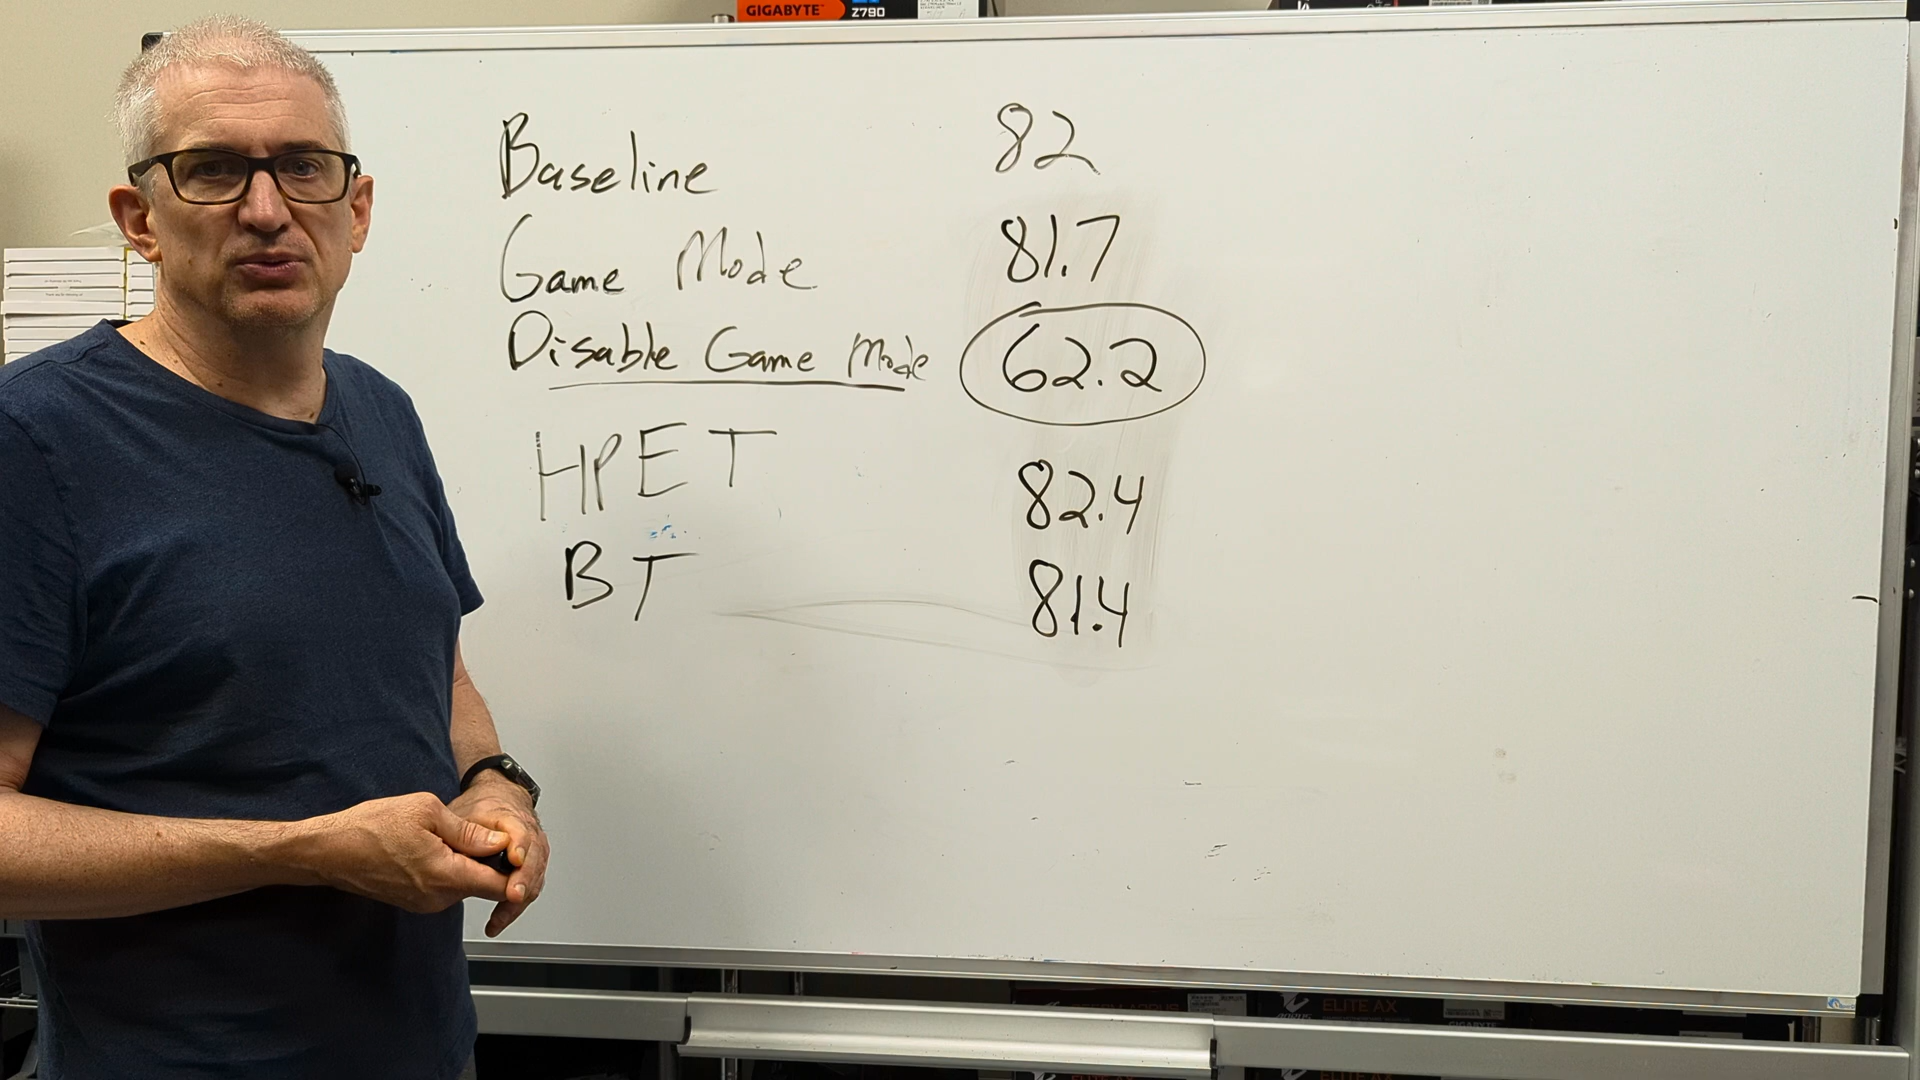 GIGABYTE Z790
Baseline 82
Game Mode 81.7
Disable Game Mode 62.2
HPET 82.4
BT 81.4
ELITE AX